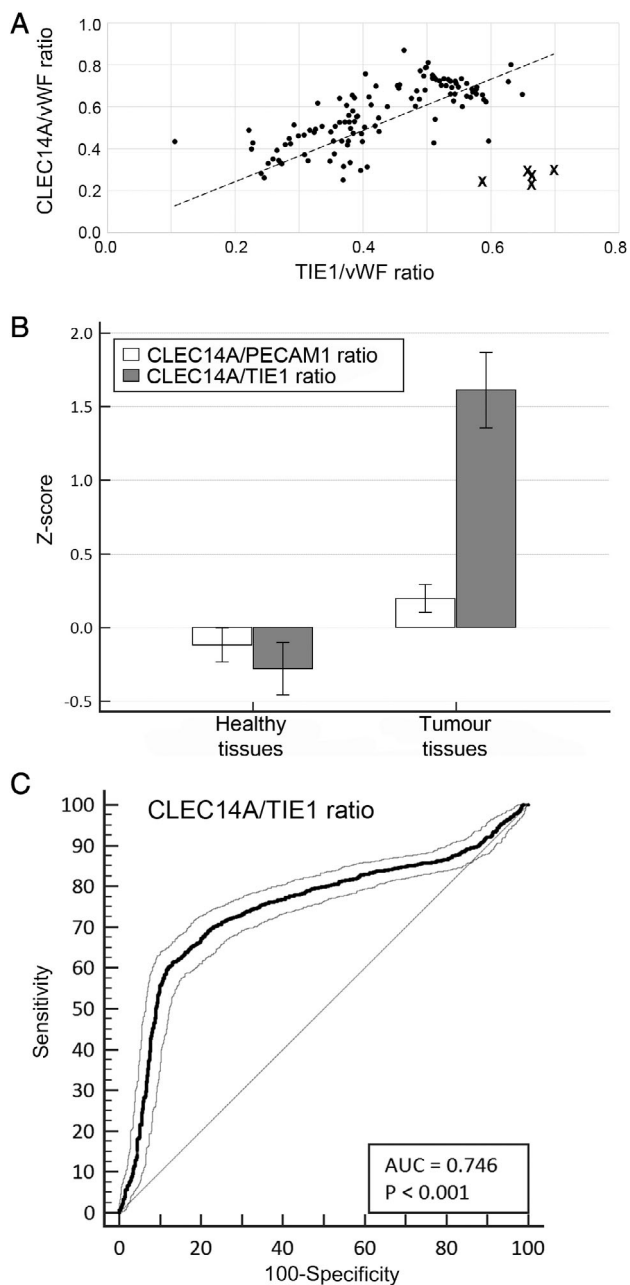 A
CLEC14A/vWF ratio
1.0
0.8
0.6
0.4
0.2
0.0
0.0 0.2 0.4 0.6 0.8
X X X X X
TIE1/vWF ratio
B
CLEC14A/PECAM1 ratio
CLEC14A/TIE1 ratio
Z-score
2.0
1.5
1.0
0.5
0.0
-0.5
Healthy tissues
Tumour tissues
C
CLEC14A/TIE1 ratio
Sensitivity
100
90
80
70
60
50
40
30
20
10
0
AUC = 0.746
P < 0.001
0 20 40 60 80 100
100-Specificity